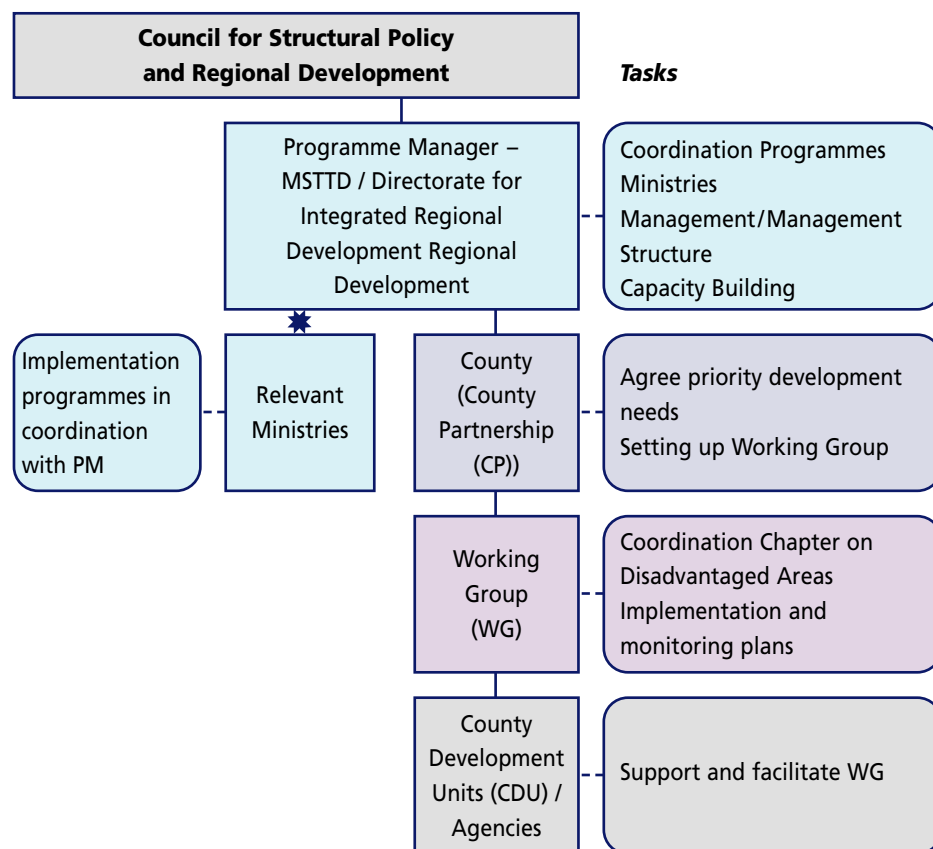 Council for Structural Policy
and Regional Development
Tasks
Programme Manager –
MSTTD / Directorate for
Integrated Regional
Development Regional
Development
Coordination Programmes
Ministries
Management/Management
Structure
Capacity Building
Implementation
programmes in
coordination
with PM
Relevant
Ministries
County
(County
Partnership
(CP))
Agree priority development
needs
Setting up Working Group
Working
Group
(WG)
Coordination Chapter on
Disadvantaged Areas
Implementation and
monitoring plans
County
Development
Units (CDU) /
Agencies
Support and facilitate WG